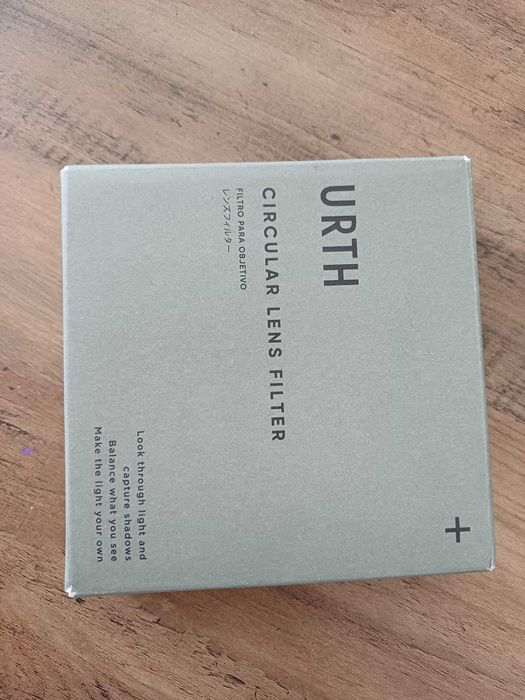 URTH
+
CIRCULAR LENS FILTER
FILTRO PARA OBJETIVO
レンズフィルター
Look through light and
capture shadows
Balance what you see
Make the light your own